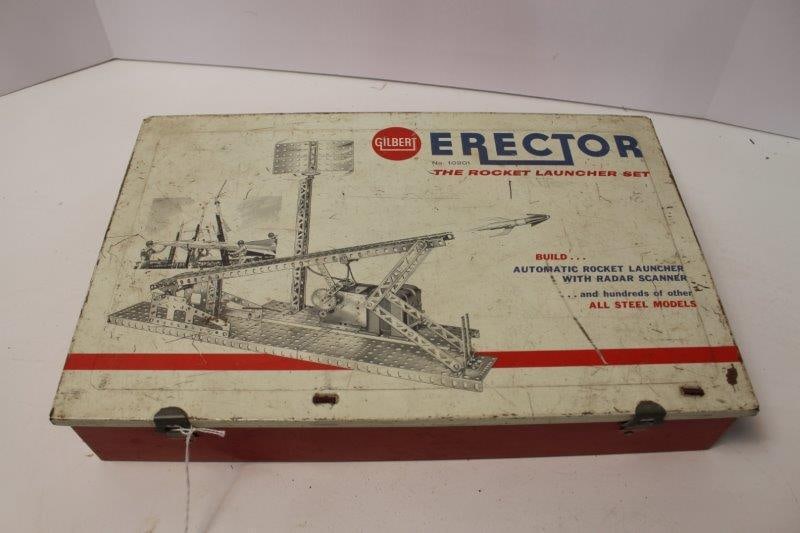 GILBERT
ERECTOR
No. 10201
THE ROCKET LAUNCHER SET
BUILD...
AUTOMATIC ROCKET LAUNCHER
WITH RADAR SCANNER
...and hundreds of other
ALL STEEL MODELS